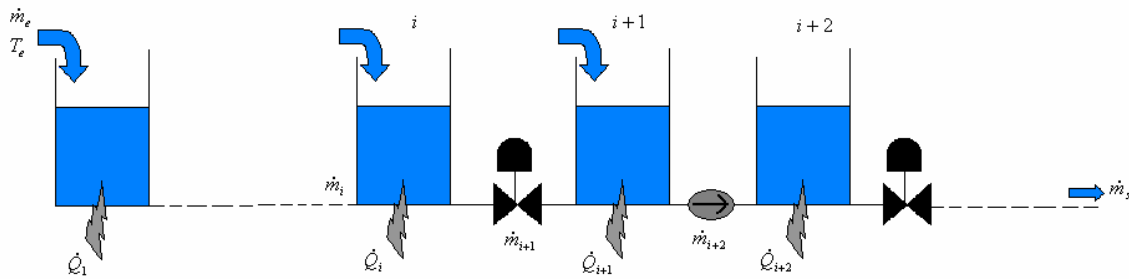 ṁₑ
Tₑ
i
i+1
i+2
ṁᵢ
ṁₛ
ṁᵢ₊₁
ṁᵢ₊₂
Q̇₁
Q̇ᵢ
Q̇ᵢ₊₁
Q̇ᵢ₊₂